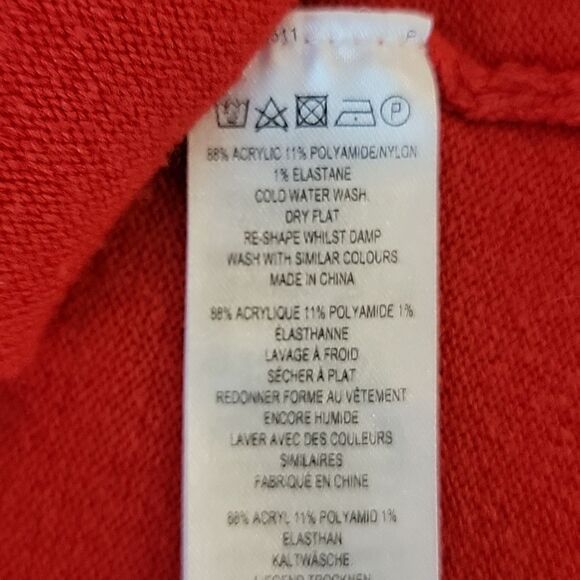 P
88% ACRYLIC 11% POLYAMIDE/NYLON
1% ELASTANE
COLD WATER WASH
DRY FLAT
RE-SHAPE WHILST DAMP
WASH WITH SIMILAR COLOURS
MADE IN CHINA
88% ACRYLIQUE 11% POLYAMIDE 1%
ÉLASTHANNE
LAVAGE À FROID
SÉCHER À PLAT
REDONNER FORME AU VÊTEMENT
ENCORE HUMIDE
LAVER AVEC DES COULEURS
SIMILAIRES
FABRIQUÉ EN CHINE
88% ACRYL 11% POLYAMID 1%
ELASTHAN
KALTWÄSCHE
LIEGEND TROCKNEN